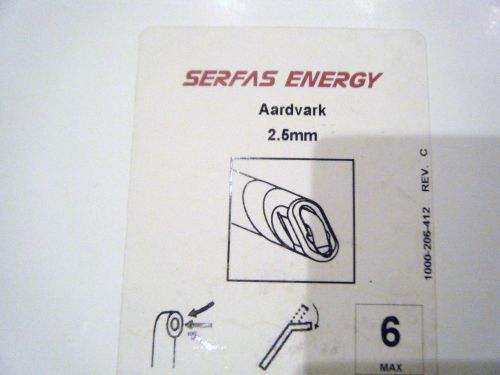 SERFAS ENERGY
Aardvark
2.5mm
1000-206-412 REV. C
6
MAX